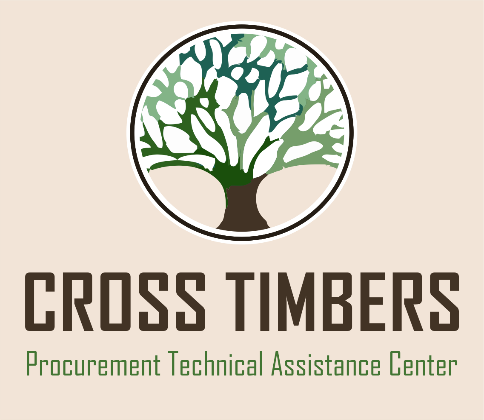 CROSS TIMBERS
Procurement Technical Assistance Center